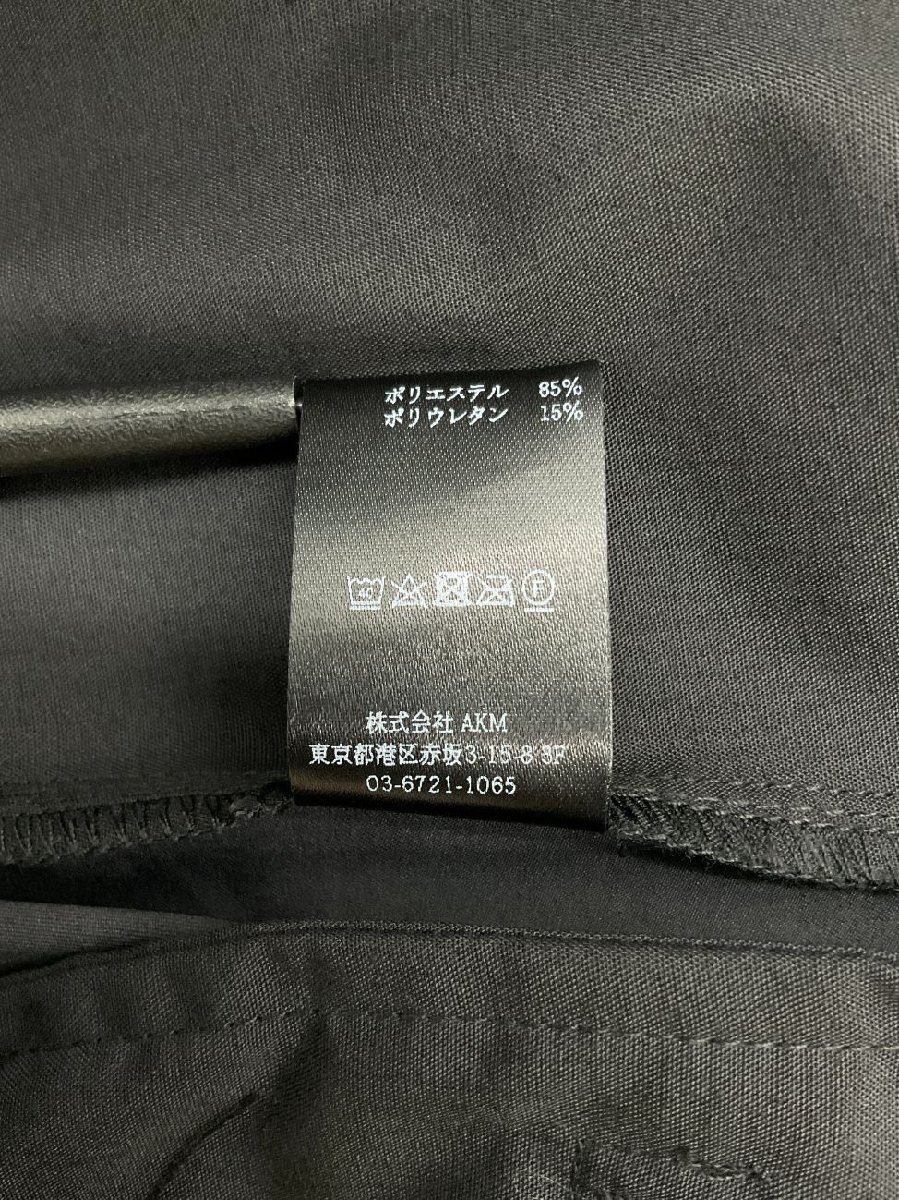 ポリエステル 85%
ポリウレタン 15%
40
F
株式会社 AKM
東京都港区赤坂3-15-8 3F
03-6721-1065